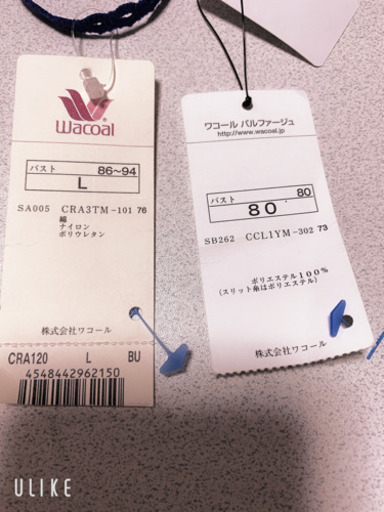 Wacoal
バスト 86~94
L
SA005 CRA3TM-101 76
綿
ナイロン
ポリウレタン
株式会社ワコール
CRA120 L BU
4548442962150
ワコール パルファージュ
http://www.wacoal.jp
バスト 80
80
SB262 CCL1YM-302 73
ポリエステル100%
(スリット糸はポリエステル)
株式会社ワコール
ULIKE